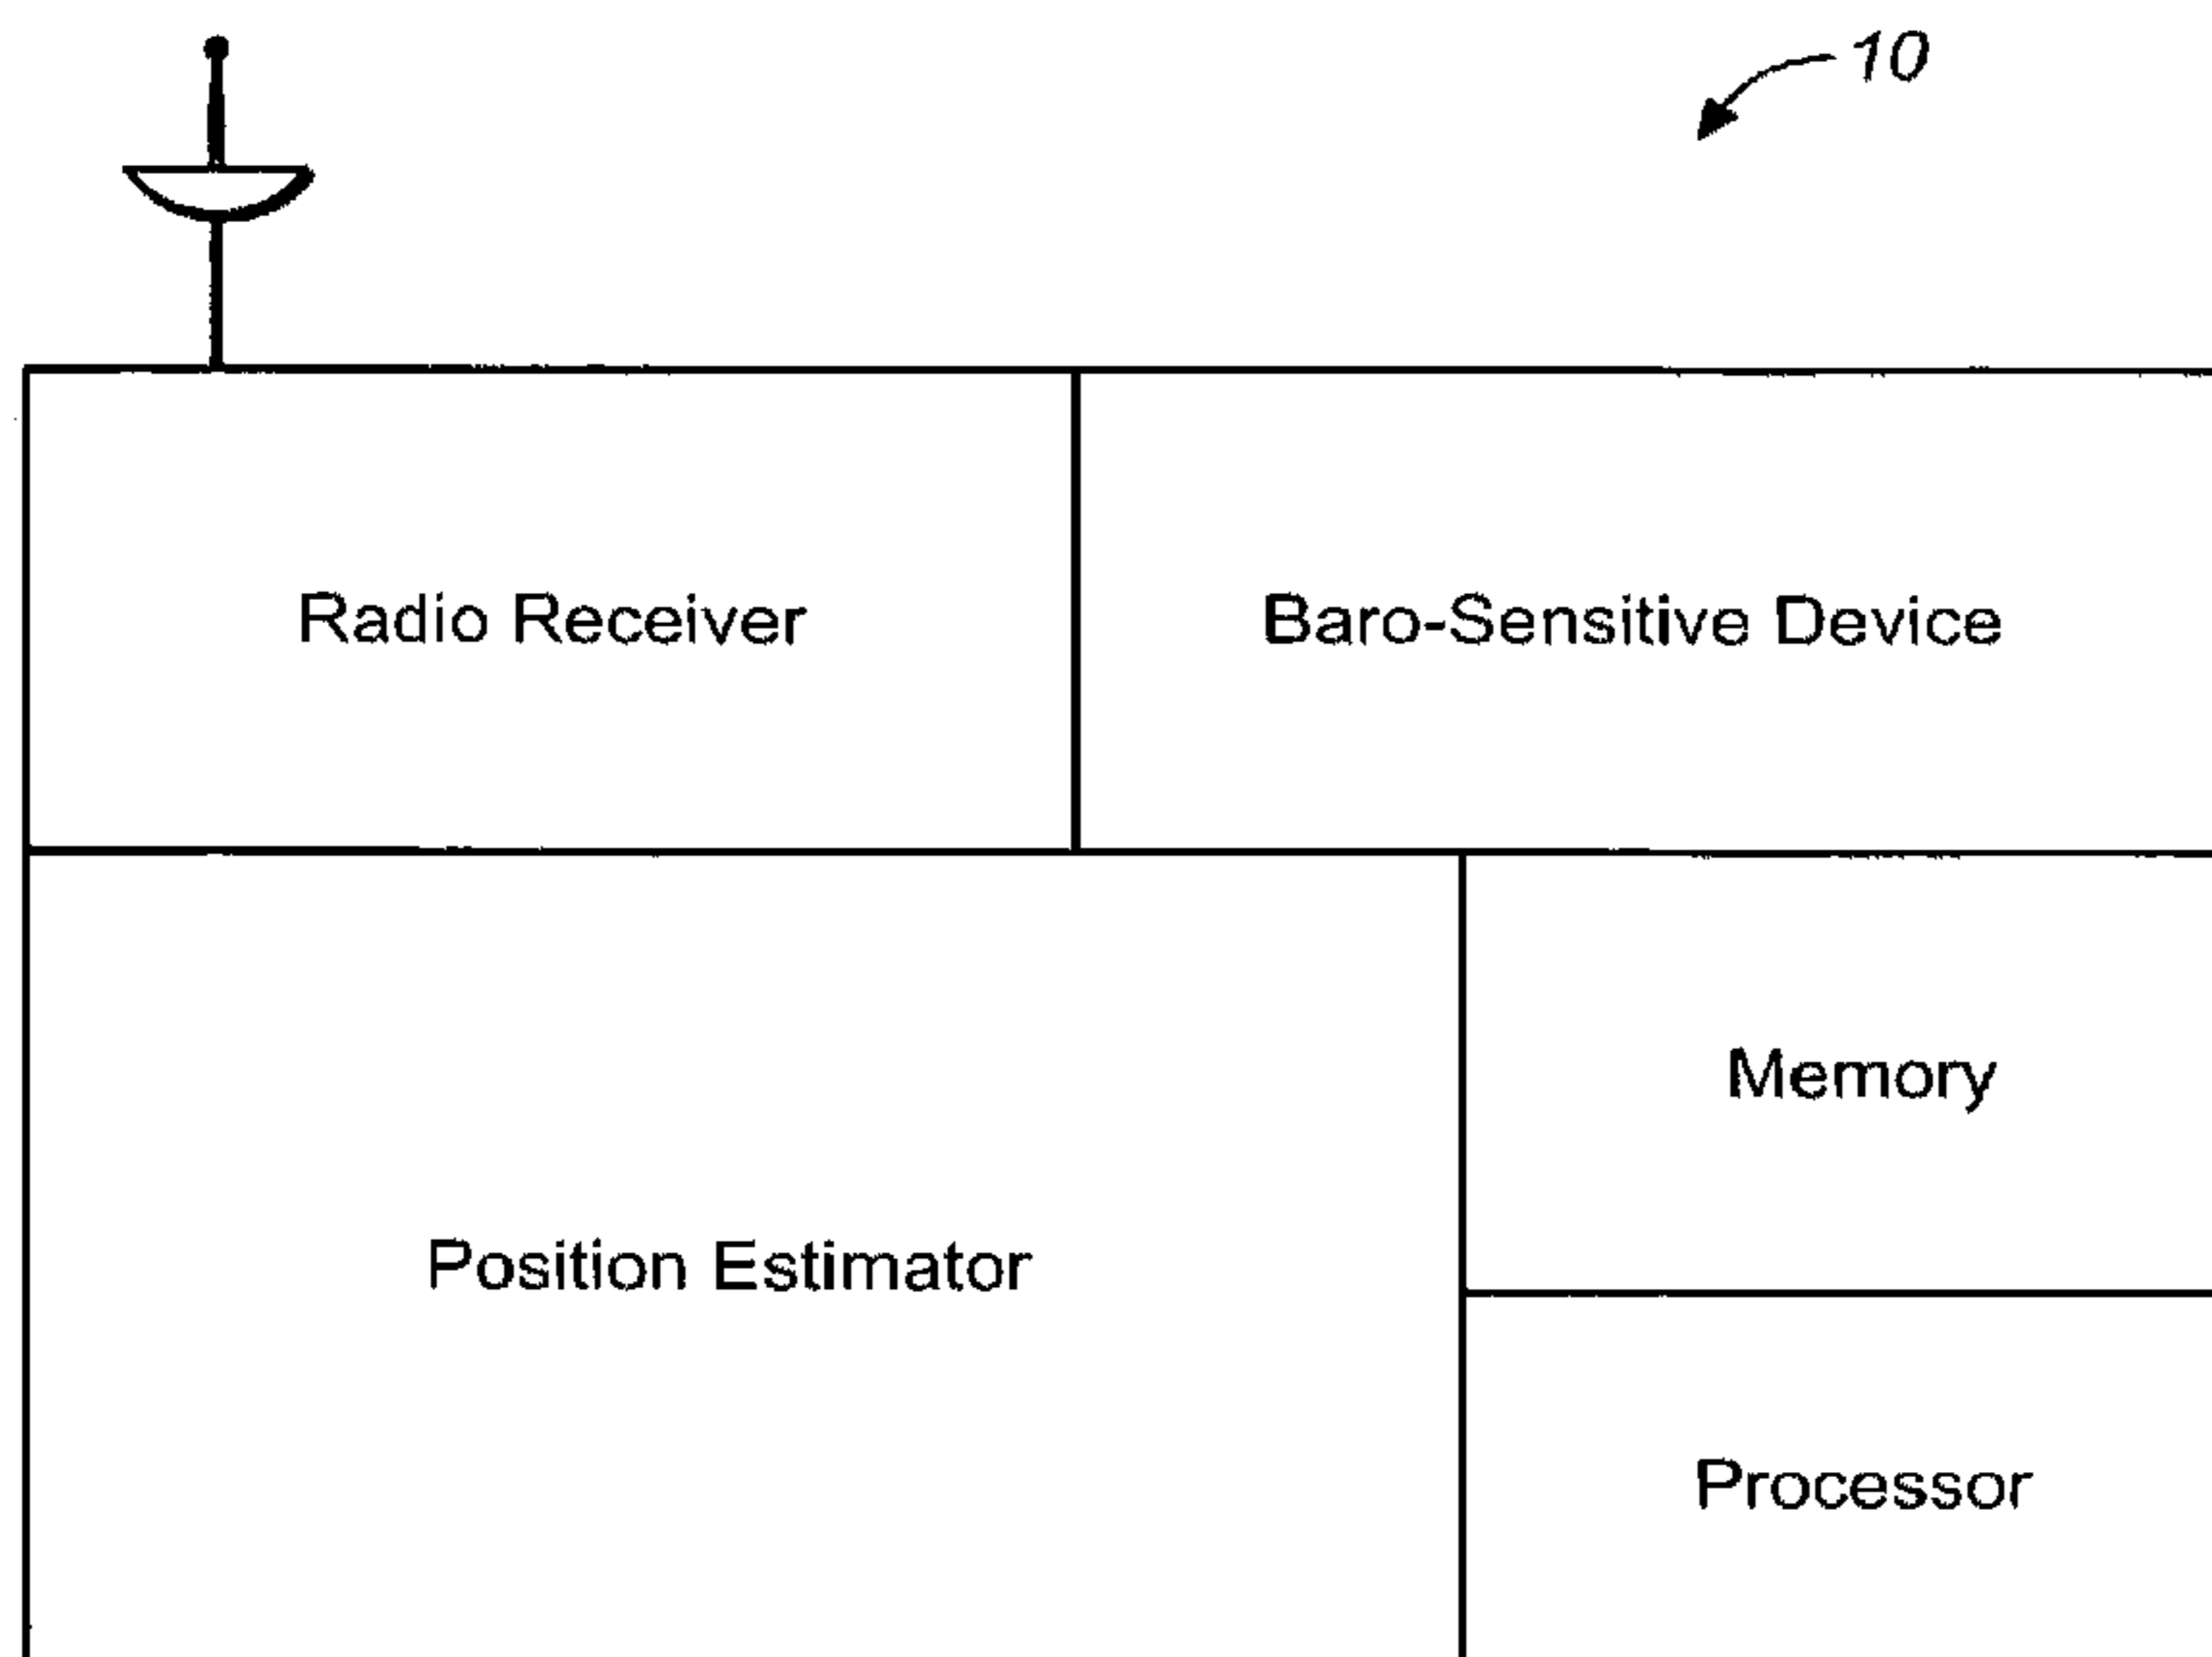 10
Radio Receiver
Baro-Sensitive Device
Memory
Position Estimator
Processor